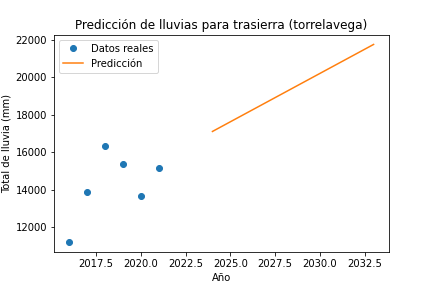 Predicción de lluvias para trasierra (torrelavega)
Datos reales
Predicción
Total de lluvia (mm)
22000
20000
18000
16000
14000
12000
2017.5 2020.0 2022.5 2025.0 2027.5 2030.0 2032.5
Año